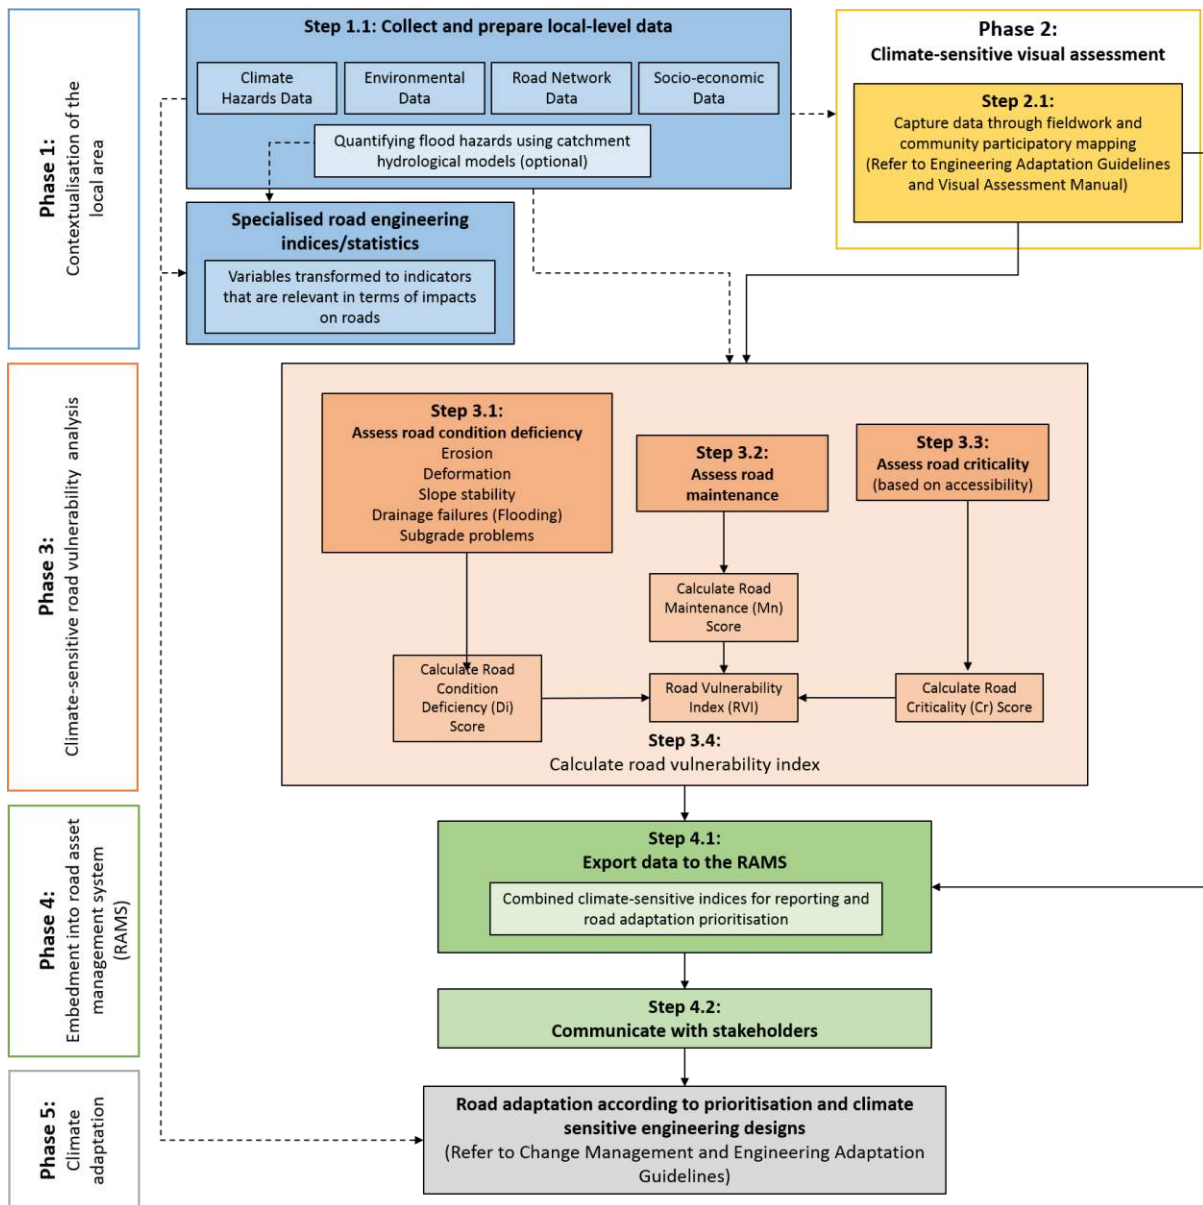 Phase 1:
Contextualisation of the
local area
Step 1.1: Collect and prepare local-level data
Climate
Hazards Data
Environmental
Data
Road Network
Data
Socio-economic
Data
Quantifying flood hazards using catchment
hydrological models (optional)
Specialised road engineering
indices/statistics
Variables transformed to indicators
that are relevant in terms of impacts
on roads
Phase 2:
Climate-sensitive visual assessment
Step 2.1
Capture data through fieldwork and
community participatory mapping
(Refer to Engineering Adaptation Guidelines
and Visual Assessment Manual)
Phase 3:
Climate-sensitive road vulnerability analysis
Step 3.1:
Assess road condition deficiency
Erosion
Deformation
Slope stability
Drainage failures (Flooding)
Subgrade problems
Step 3.2:
Assess road
maintenance
Step 3.3:
Assess road criticality
(based on accessibility)
Calculate Road
Maintenance (Mn)
Score
Calculate Road
Condition
Deficiency (Di)
Score
Road Vulnerability
Index (RVI)
Calculate Road
Criticality (Cr) Score
Step 3.4:
Calculate road vulnerability index
Phase 4:
Embedment into road asset
management system
(RAMS)
Step 4.1:
Export data to the RAMS
Combined climate-sensitive indices for reporting and
road adaptation prioritisation
Step 4.2:
Communicate with stakeholders
Phase 5:
Climate
adaptation
Road adaptation according to prioritisation and climate
sensitive engineering designs
(Refer to Change Management and Engineering Adaptation
Guidelines)